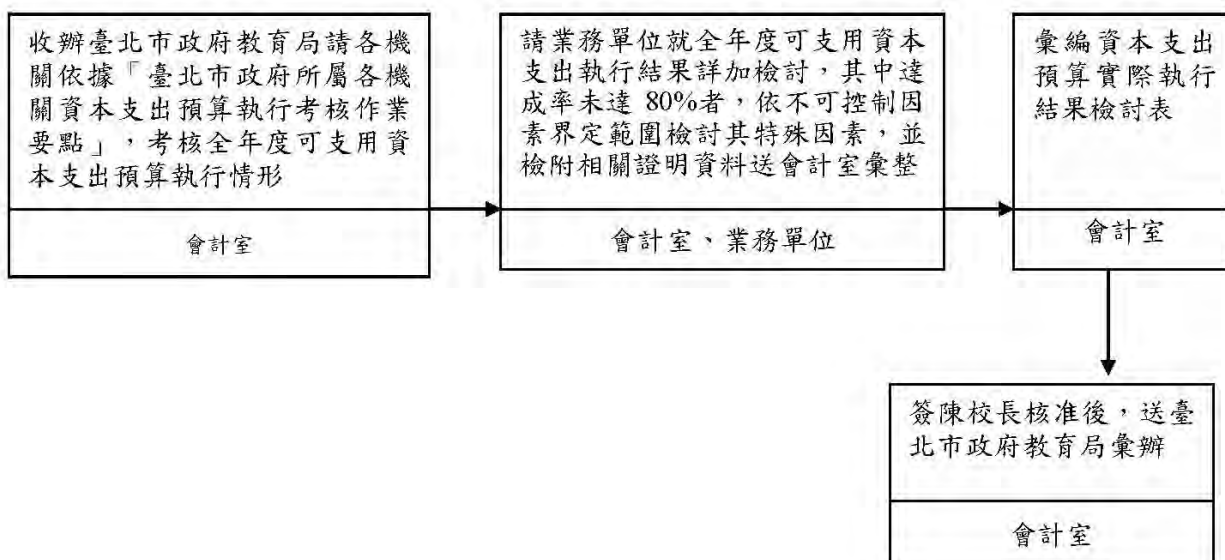 收辦臺北市政府教育局請各機
關依據「臺北市政府所屬各機
關資本支出預算執行考核作業
要點」，考核全年度可支用資
本支出預算執行情形
會計室
請業務單位就全年度可支用資本
支出執行結果詳加檢討，其中達
成率未達 80%者，依不可控制因
素界定範圍檢討其特殊因素，並
檢附相關證明資料送會計室彙整
會計室、業務單位
彙編資本支出
預算實際執行
結果檢討表
會計室
簽陳校長核准後，送臺
北市政府教育局彙辦
會計室